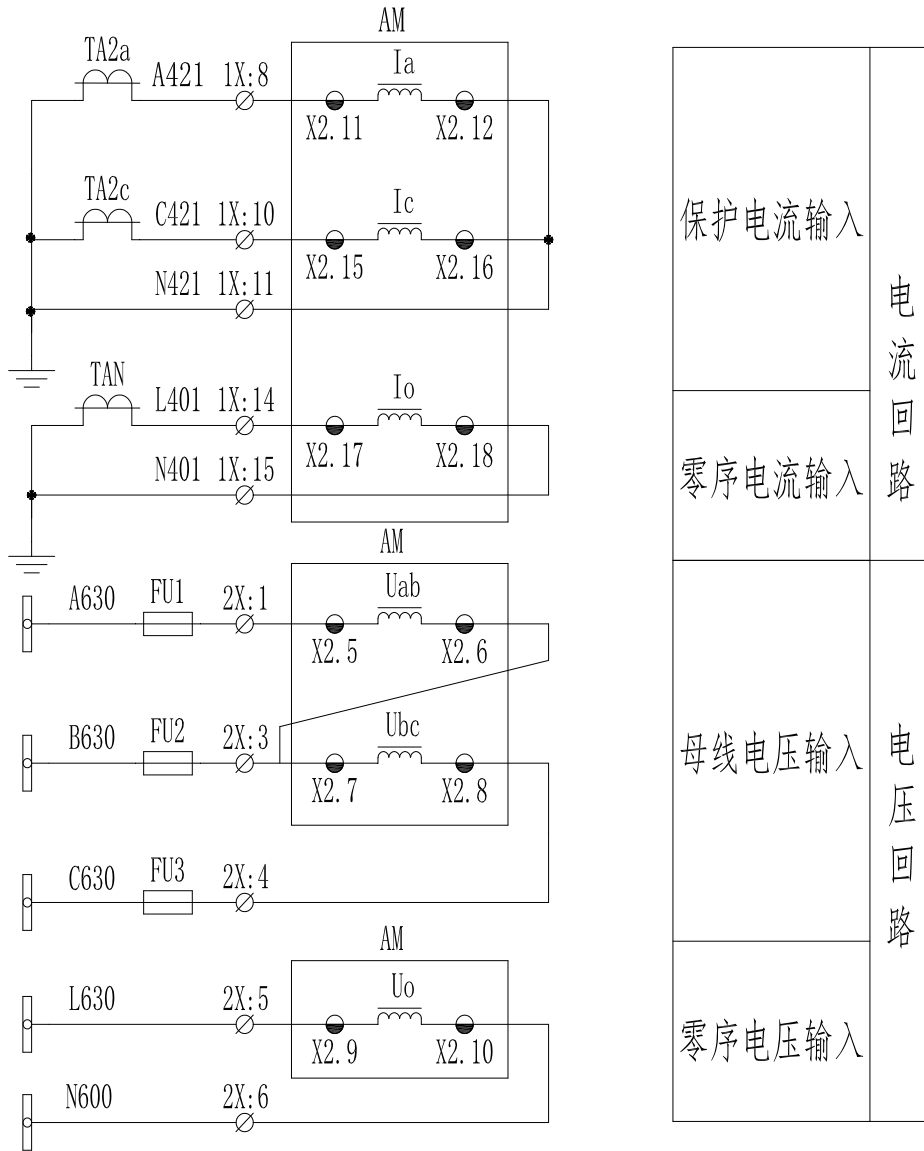 AM
TA2a A421 1X:8 Ia
X2.11 X2.12
TA2c C421 1X:10 Ic
X2.15 X2.16
N421 1X:11
TAN L401 1X:14 Io
X2.17 X2.18
N401 1X:15
AM
A630 FU1 2X:1 Uab
X2.5 X2.6
B630 FU2 2X:3 Ubc
X2.7 X2.8
C630 FU3 2X:4
AM
L630 2X:5 Uo
X2.9 X2.10
N600 2X:6
保护电流输入
零序电流输入
电流回路
母线电压输入
零序电压输入
电压回路